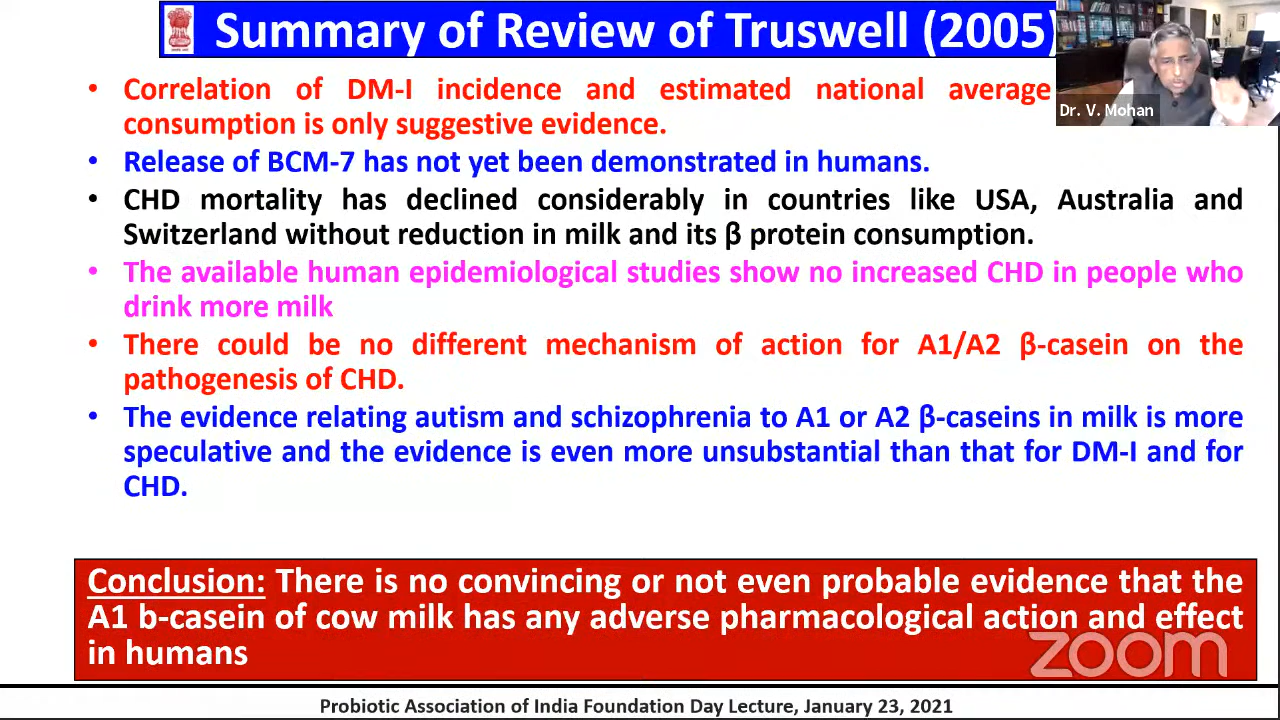 Summary of Review of Truswell (2005)
Dr. V. Mohan
• Correlation of DM-I incidence and estimated national average
consumption is only suggestive evidence.
• Release of BCM-7 has not yet been demonstrated in humans.
• CHD mortality has declined considerably in countries like USA, Australia and
Switzerland without reduction in milk and its β protein consumption.
• The available human epidemiological studies show no increased CHD in people who
drink more milk
• There could be no different mechanism of action for A1/A2 β-casein on the
pathogenesis of CHD.
• The evidence relating autism and schizophrenia to A1 or A2 β-caseins in milk is more
speculative and the evidence is even more unsubstantial than that for DM-I and for
CHD.
Conclusion: There is no convincing or not even probable evidence that the
A1 b-casein of cow milk has any adverse pharmacological action and effect
in humans
zoom
Probiotic Association of India Foundation Day Lecture, January 23, 2021